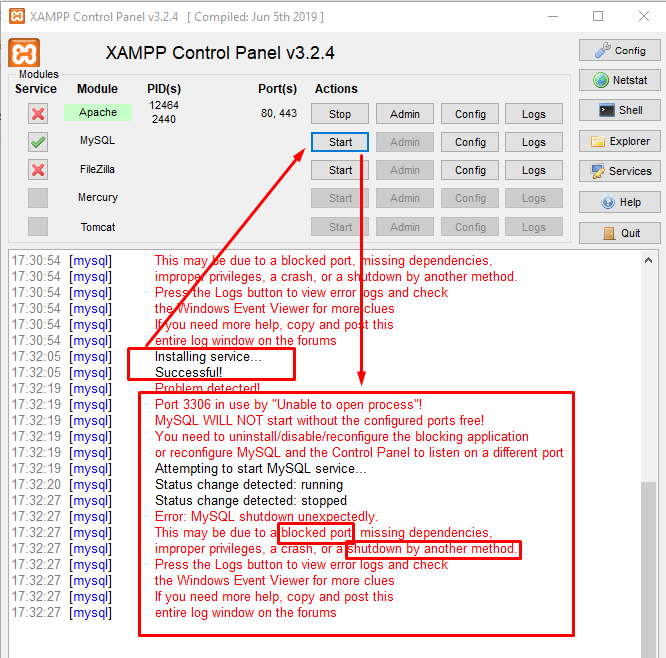 XAMPP Control Panel v3.2.4 [ Compiled: Jun 5th 2019 ]
XAMPP Control Panel v3.2.4
Config
Modules
Service Module PID(s) Port(s) Actions
Netstat
Apache 12464 2440 80, 443 Stop Admin Config Logs
Shell
MySQL Start Admin Config Logs
Explorer
FileZilla Start Admin Config Logs
Services
Mercury Start Admin Config Logs
Help
Tomcat Start Admin Config Logs
Quit
17:30:54 [mysql] This may be due to a blocked port, missing dependencies,
17:30:54 [mysql] improper privileges, a crash, or a shutdown by another method.
17:30:54 [mysql] Press the Logs button to view error logs and check
17:30:54 [mysql] the Windows Event Viewer for more clues
17:30:54 [mysql] If you need more help, copy and post this
17:30:54 [mysql] entire log window on the forums
17:32:05 [mysql] Installing service...
17:32:05 [mysql] Successful!
17:32:19 [mysql] Problem detected!
17:32:19 [mysql] Port 3306 in use by "Unable to open process"!
17:32:19 [mysql] MySQL WILL NOT start without the configured ports free!
17:32:19 [mysql] You need to uninstall/disable/reconfigure the blocking application
17:32:19 [mysql] or reconfigure MySQL and the Control Panel to listen on a different port
17:32:19 [mysql] Attempting to start MySQL service...
17:32:20 [mysql] Status change detected: running
17:32:27 [mysql] Status change detected: stopped
17:32:27 [mysql] Error: MySQL shutdown unexpectedly.
17:32:27 [mysql] This may be due to a blocked port, missing dependencies,
17:32:27 [mysql] improper privileges, a crash, or a shutdown by another method.
17:32:27 [mysql] Press the Logs button to view error logs and check
17:32:27 [mysql] the Windows Event Viewer for more clues
17:32:27 [mysql] If you need more help, copy and post this
17:32:27 [mysql] entire log window on the forums